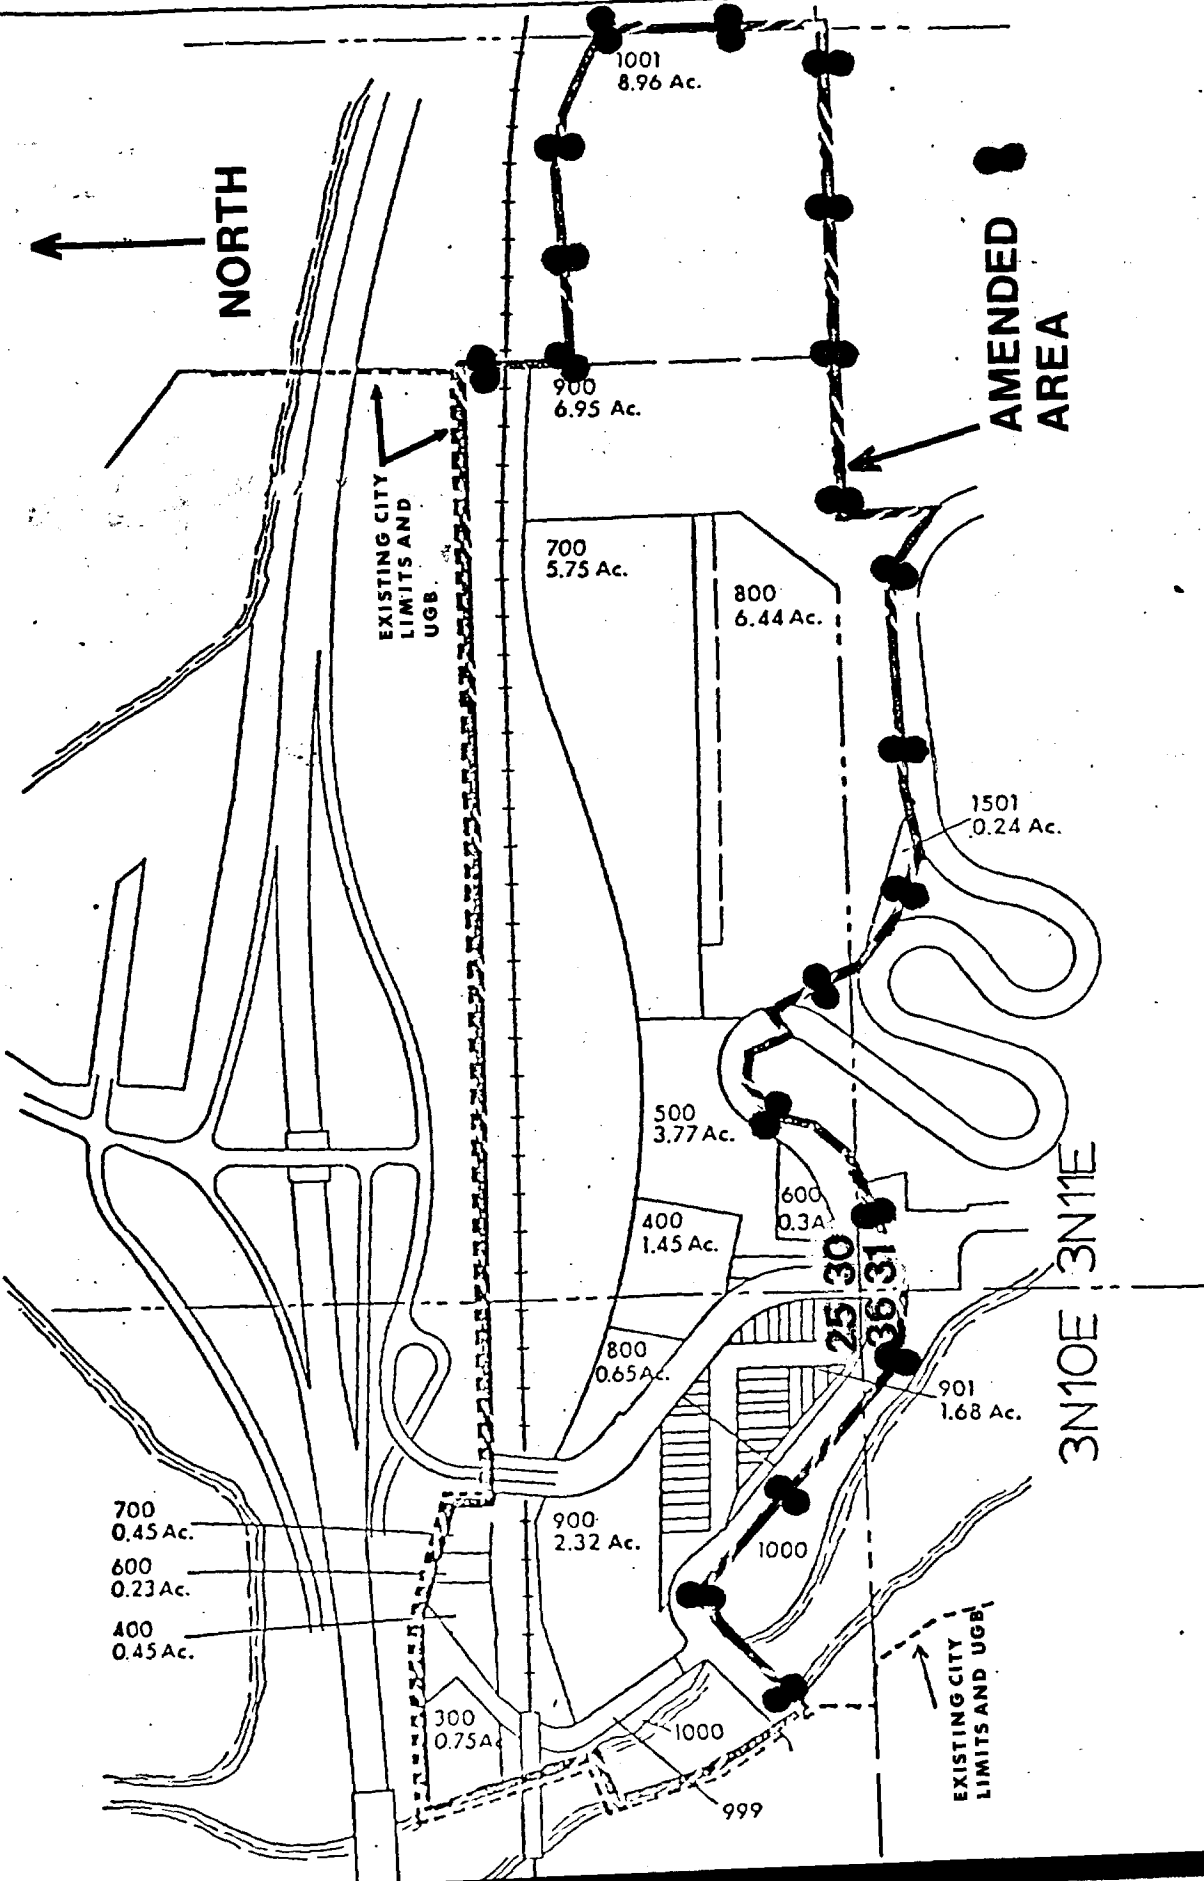 1001
8.96 Ac.
NORTH
AMENDED
AREA
900
6.95 Ac.
EXISTING CITY
LIMITS AND
UGB.
700
5.75 Ac.
800
6.44 Ac.
1501
0.24 Ac.
500
3.77 Ac.
600
0.3A
400
1.45 Ac.
25 30
36 31
3N10E 3N11E
800
0.65 Ac.
901
1.68 Ac.
700
0.45 Ac.
600
0.23 Ac.
400
0.45 Ac.
900
2.32 Ac.
1000
300
0.75 A
1000
999
EXISTING CITY
LIMITS AND UGB